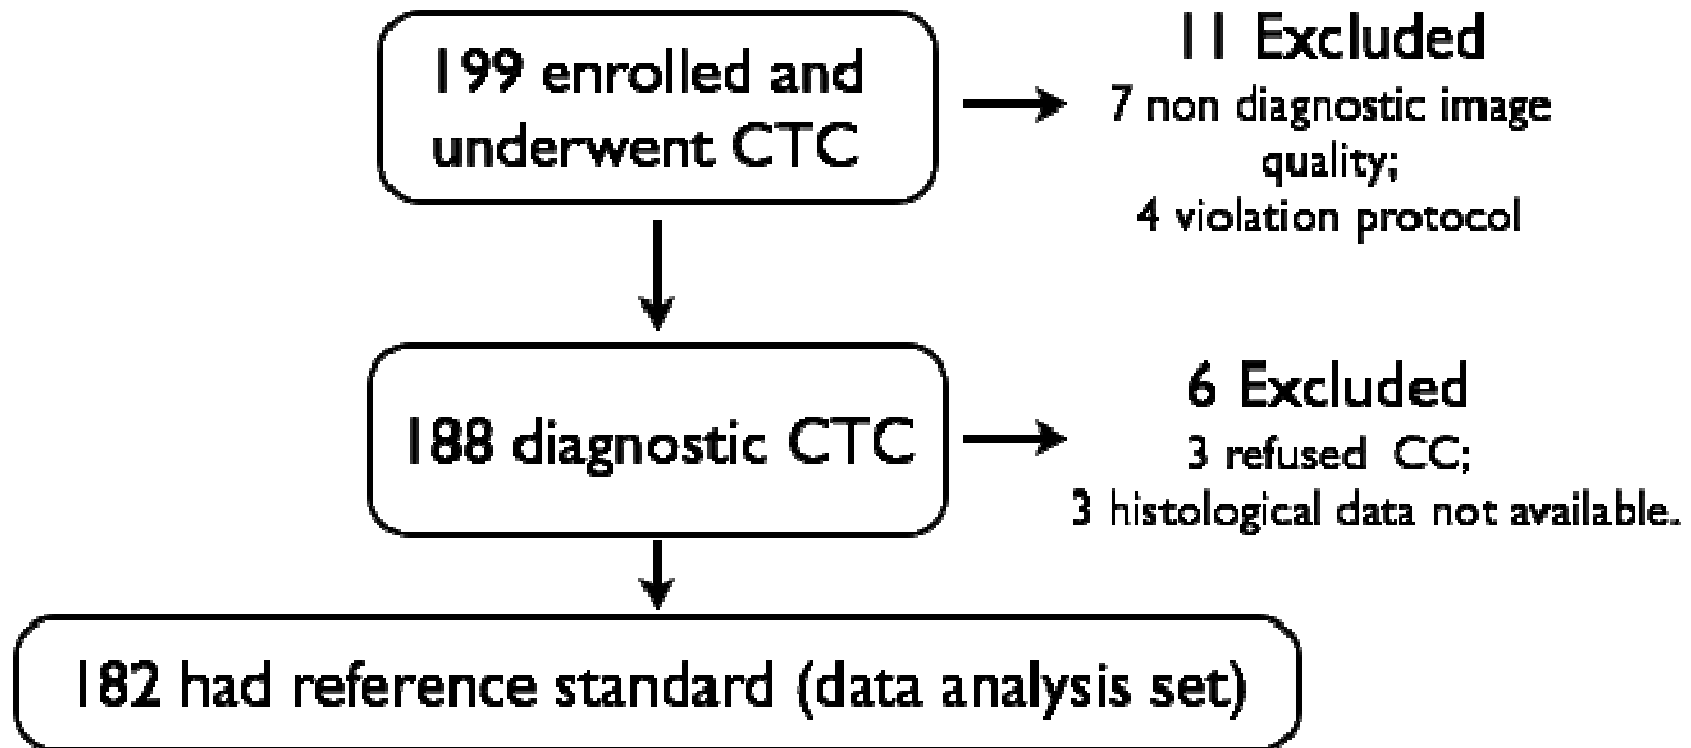 199 enrolled and
underwent CTC
11 Excluded
7 non diagnostic image
quality;
4 violation protocol
188 diagnostic CTC
6 Excluded
3 refused CC;
3 histological data not available.
182 had reference standard (data analysis set)